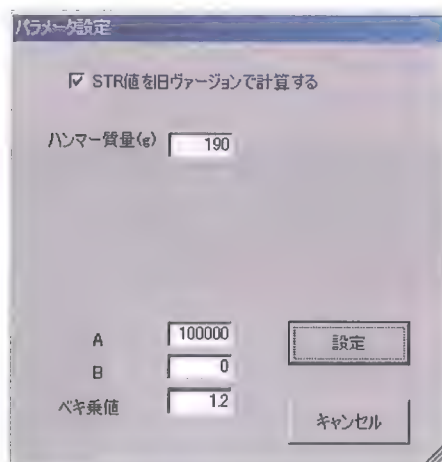 パラメータ設定
STR値を旧ヴァージョンで計算する
ハンマー質量(g) 190
A 100000
設定
B 0
ベキ乗値 1.2
キャンセル